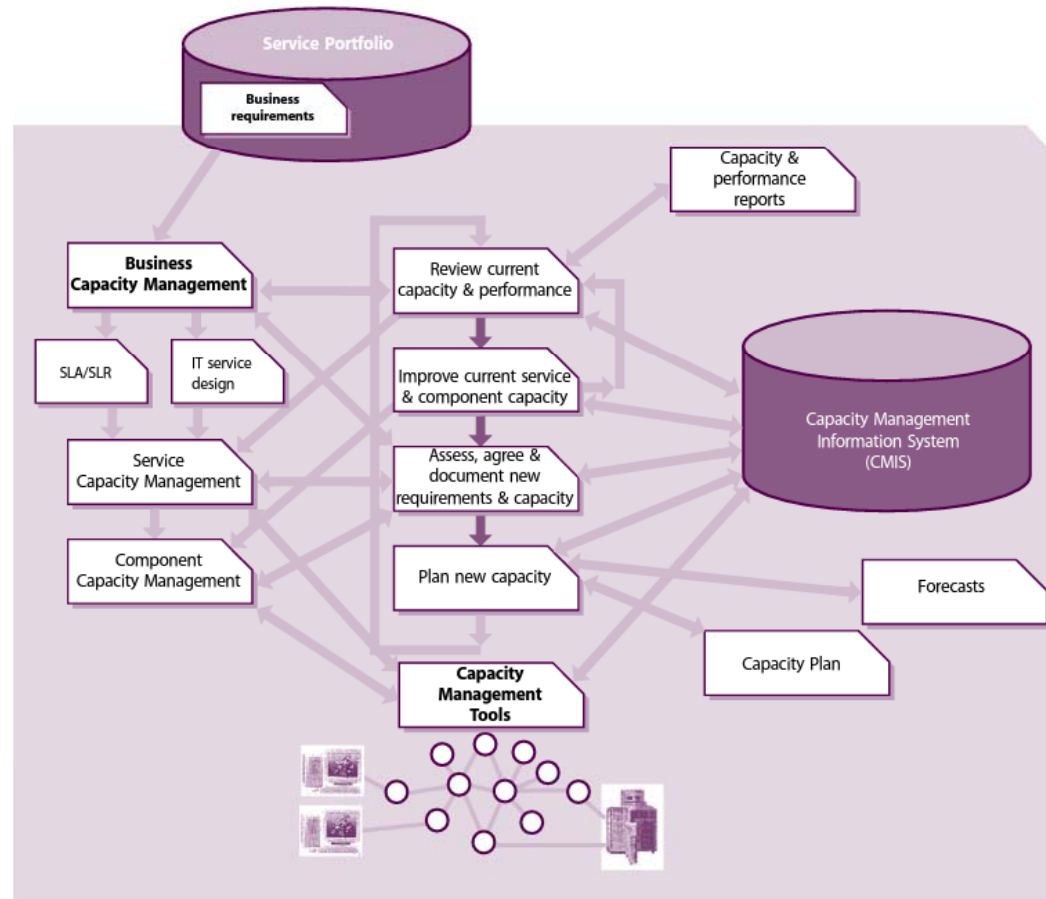 Service Portfolio
Business
requirements
Capacity &
performance
reports
Business
Capacity Management
Review current
capacity & performance
SLA/SLR
IT service
design
Improve current service
& component capacity
Capacity Management
Information System
(CMIS)
Service
Capacity Management
Assess, agree &
document new
requirements & capacity
Component
Capacity Management
Plan new capacity
Forecasts
Capacity Plan
Capacity
Management
Tools